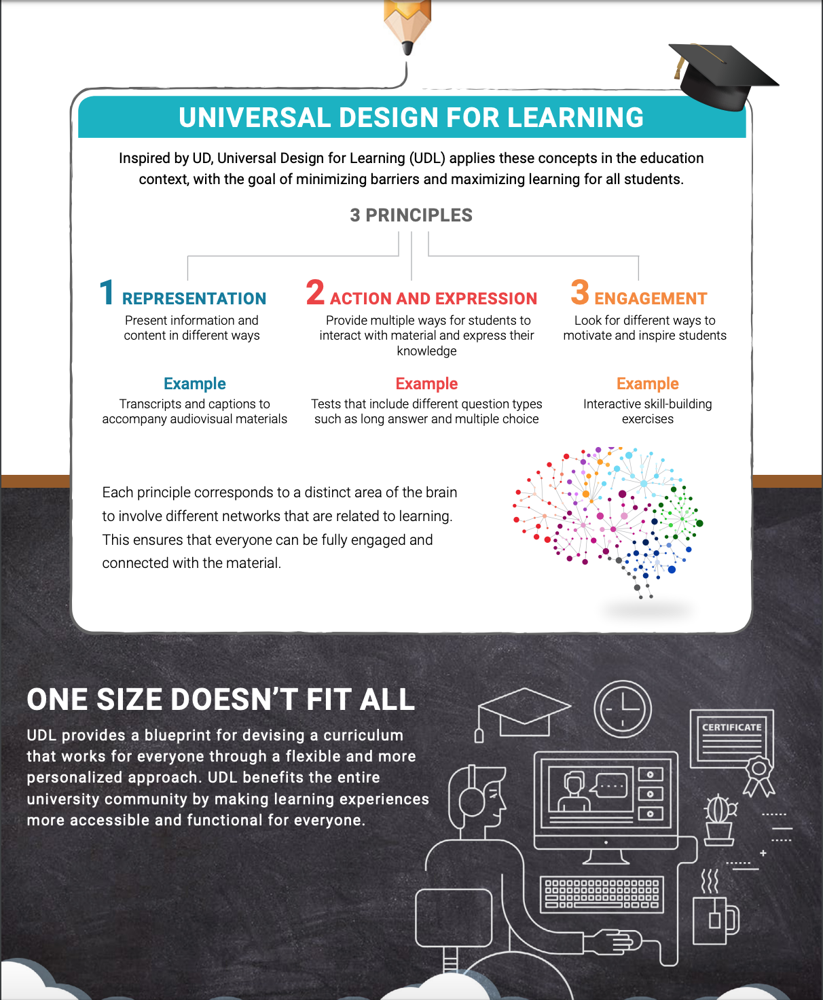 UNIVERSAL DESIGN FOR LEARNING
Inspired by UD, Universal Design for Learning (UDL) applies these concepts in the education
context, with the goal of minimizing barriers and maximizing learning for all students.
3 PRINCIPLES
1 REPRESENTATION
Present information and
content in different ways
Example
Transcripts and captions to
accompany audiovisual materials
2 ACTION AND EXPRESSION
Provide multiple ways for students to
interact with material and express their
knowledge
Example
Tests that include different question types
such as long answer and multiple choice
3 ENGAGEMENT
Look for different ways to
motivate and inspire students
Example
Interactive skill-building
exercises
Each principle corresponds to a distinct area of the brain
to involve different networks that are related to learning.
This ensures that everyone can be fully engaged and
connected with the material.
ONE SIZE DOESN’T FIT ALL
UDL provides a blueprint for devising a curriculum
that works for everyone through a flexible and more
personalized approach. UDL benefits the entire
university community by making learning experiences
more accessible and functional for everyone.
CERTIFICATE